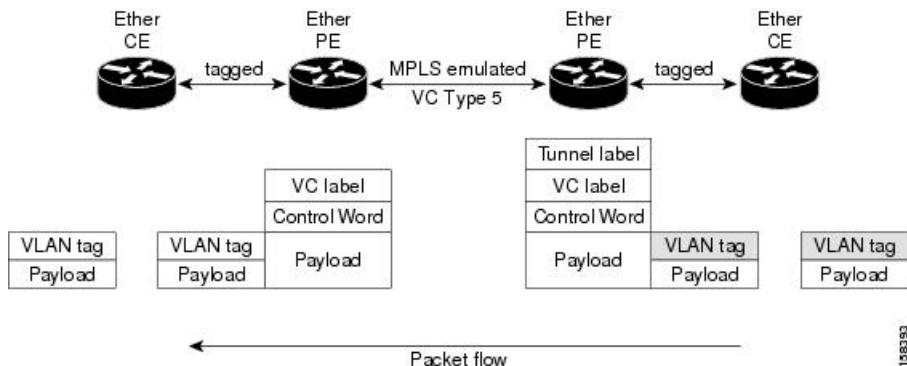 Ether
CE
Ether
PE
Ether
PE
Ether
CE
tagged
MPLS emulated
VC Type 5
tagged
Tunnel label
VC label
VC label
Control Word
Control Word
VLAN tag
VLAN tag
Payload
Payload
VLAN tag
VLAN tag
Payload
Payload
Payload
Payload
Packet flow
158393